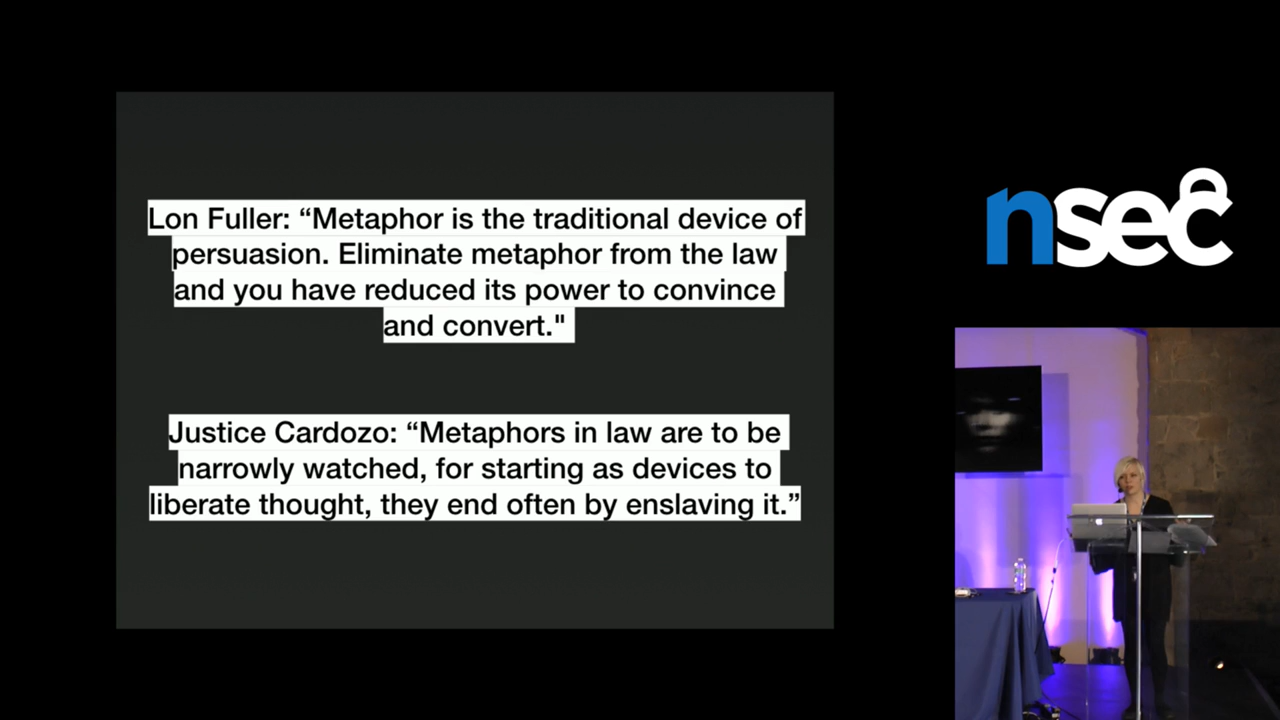 Lon Fuller: “Metaphor is the traditional device of
persuasion. Eliminate metaphor from the law
and you have reduced its power to convince
and convert."
Justice Cardozo: “Metaphors in law are to be
narrowly watched, for starting as devices to
liberate thought, they end often by enslaving it.”
nsec